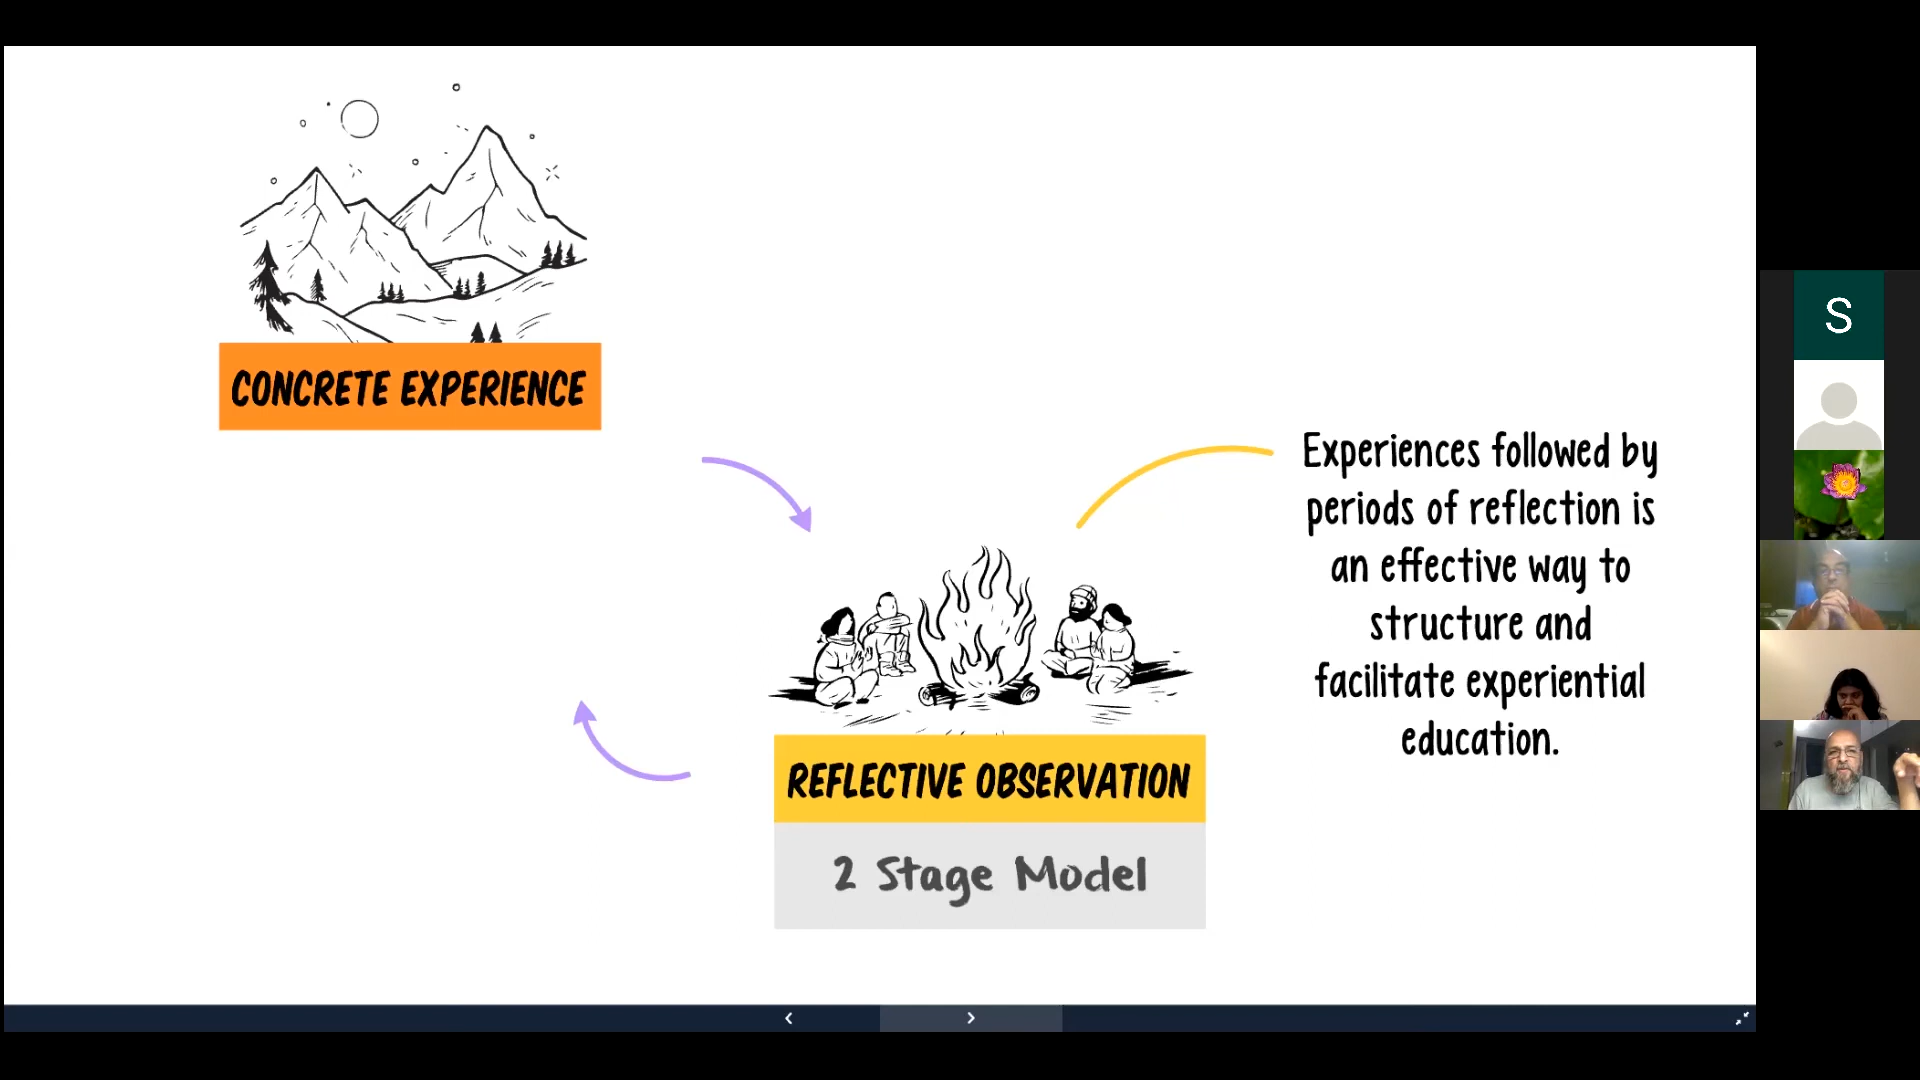 CONCRETE EXPERIENCE
Experiences followed by
periods of reflection is
an effective way to
structure and
facilitate experiential
education.
REFLECTIVE OBSERVATION
2 Stage Model
S